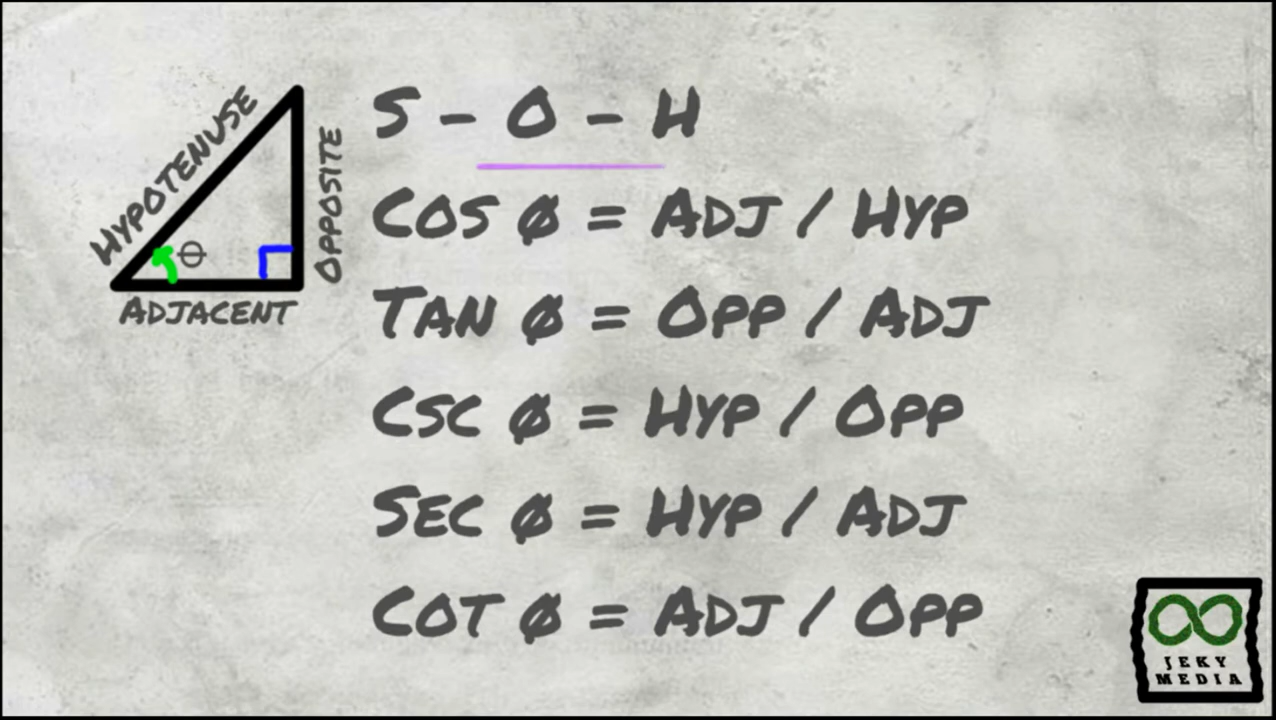 S - O - H
HYPOTENUSE
OPPOSITE
θ
ADJACENT
COS Ø = ADJ / HYP
TAN Ø = OPP / ADJ
CSC Ø = HYP / OPP
SEC Ø = HYP / ADJ
COT Ø = ADJ / OPP
JEKY
MEDIA